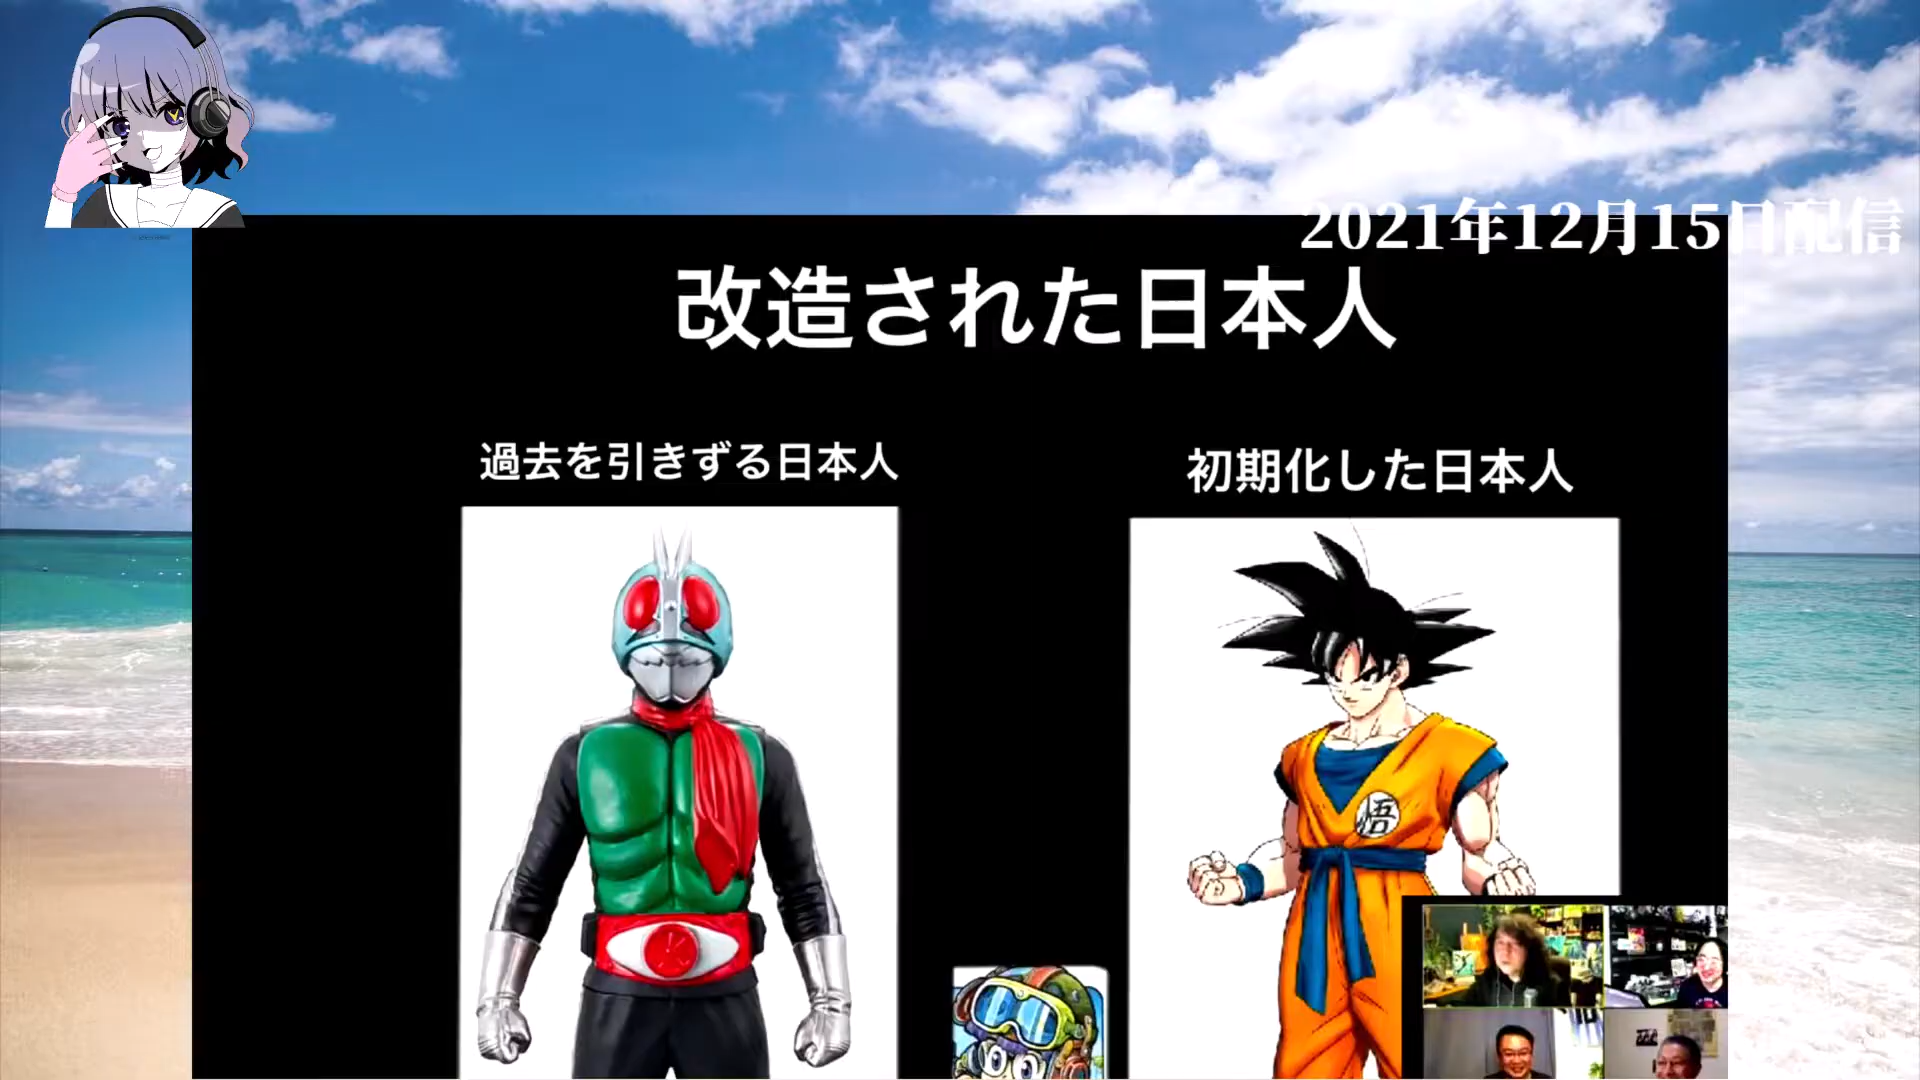 2021年12月15日配信
改造された日本人
過去を引きずる日本人
初期化した日本人
悟